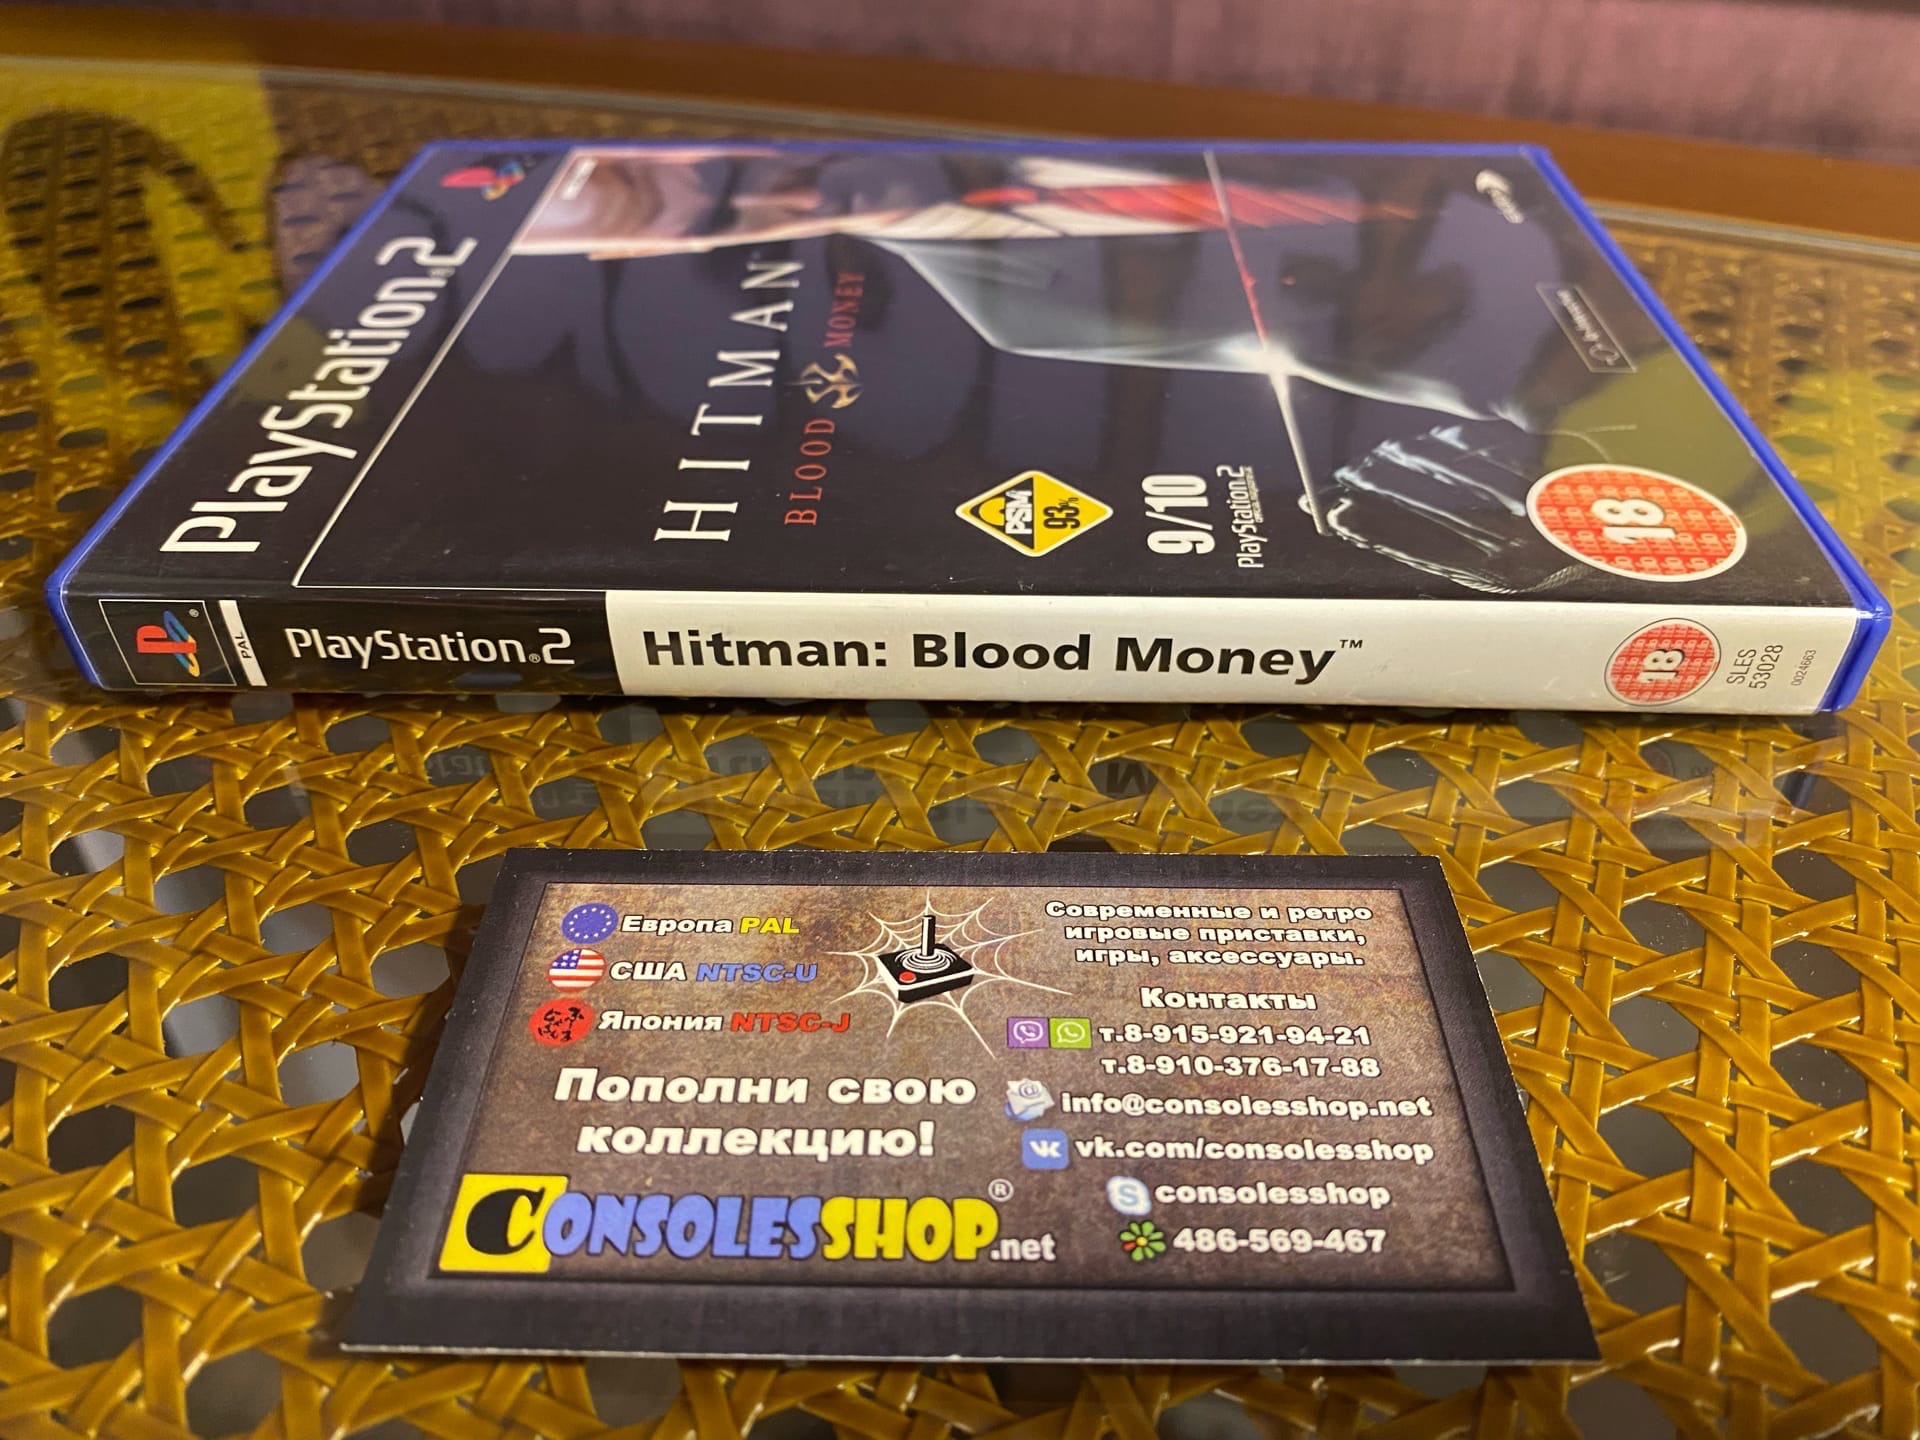 PlayStation®2
HITMAN
BLOOD MONEY
PSM
93%
9/10
PlayStation.2
18
eidos
PAL
PlayStation®2
Hitman: Blood Money™
18
SLES
53028
0024663
Европа PAL
США NTSC-U
Япония NTSC-J
Пополни свою
коллекцию!
CONSOLESSHOP®.net
Современные и ретро
игровые приставки,
игры, аксессуары.
Контакты
т.8-915-921-94-21
т.8-910-376-17-88
info@consolesshop.net
vk.com/consolesshop
consolesshop
486-569-467